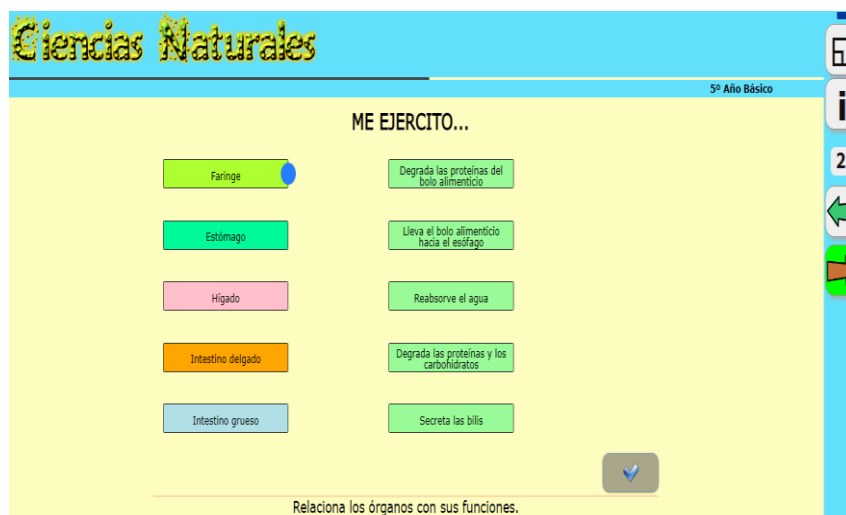 Ciencias Naturales
5º Año Básico
ME EJERCITO...
Faringe
Degrada las proteínas del
bolo alimenticio
Estómago
Lleva el bolo alimenticio
hacia el esófago
Hígado
Reabsorve el agua
Intestino delgado
Degrada las proteínas y los
carbohidratos
Intestino grueso
Secreta las bilis
Relaciona los órganos con sus funciones.
i
2